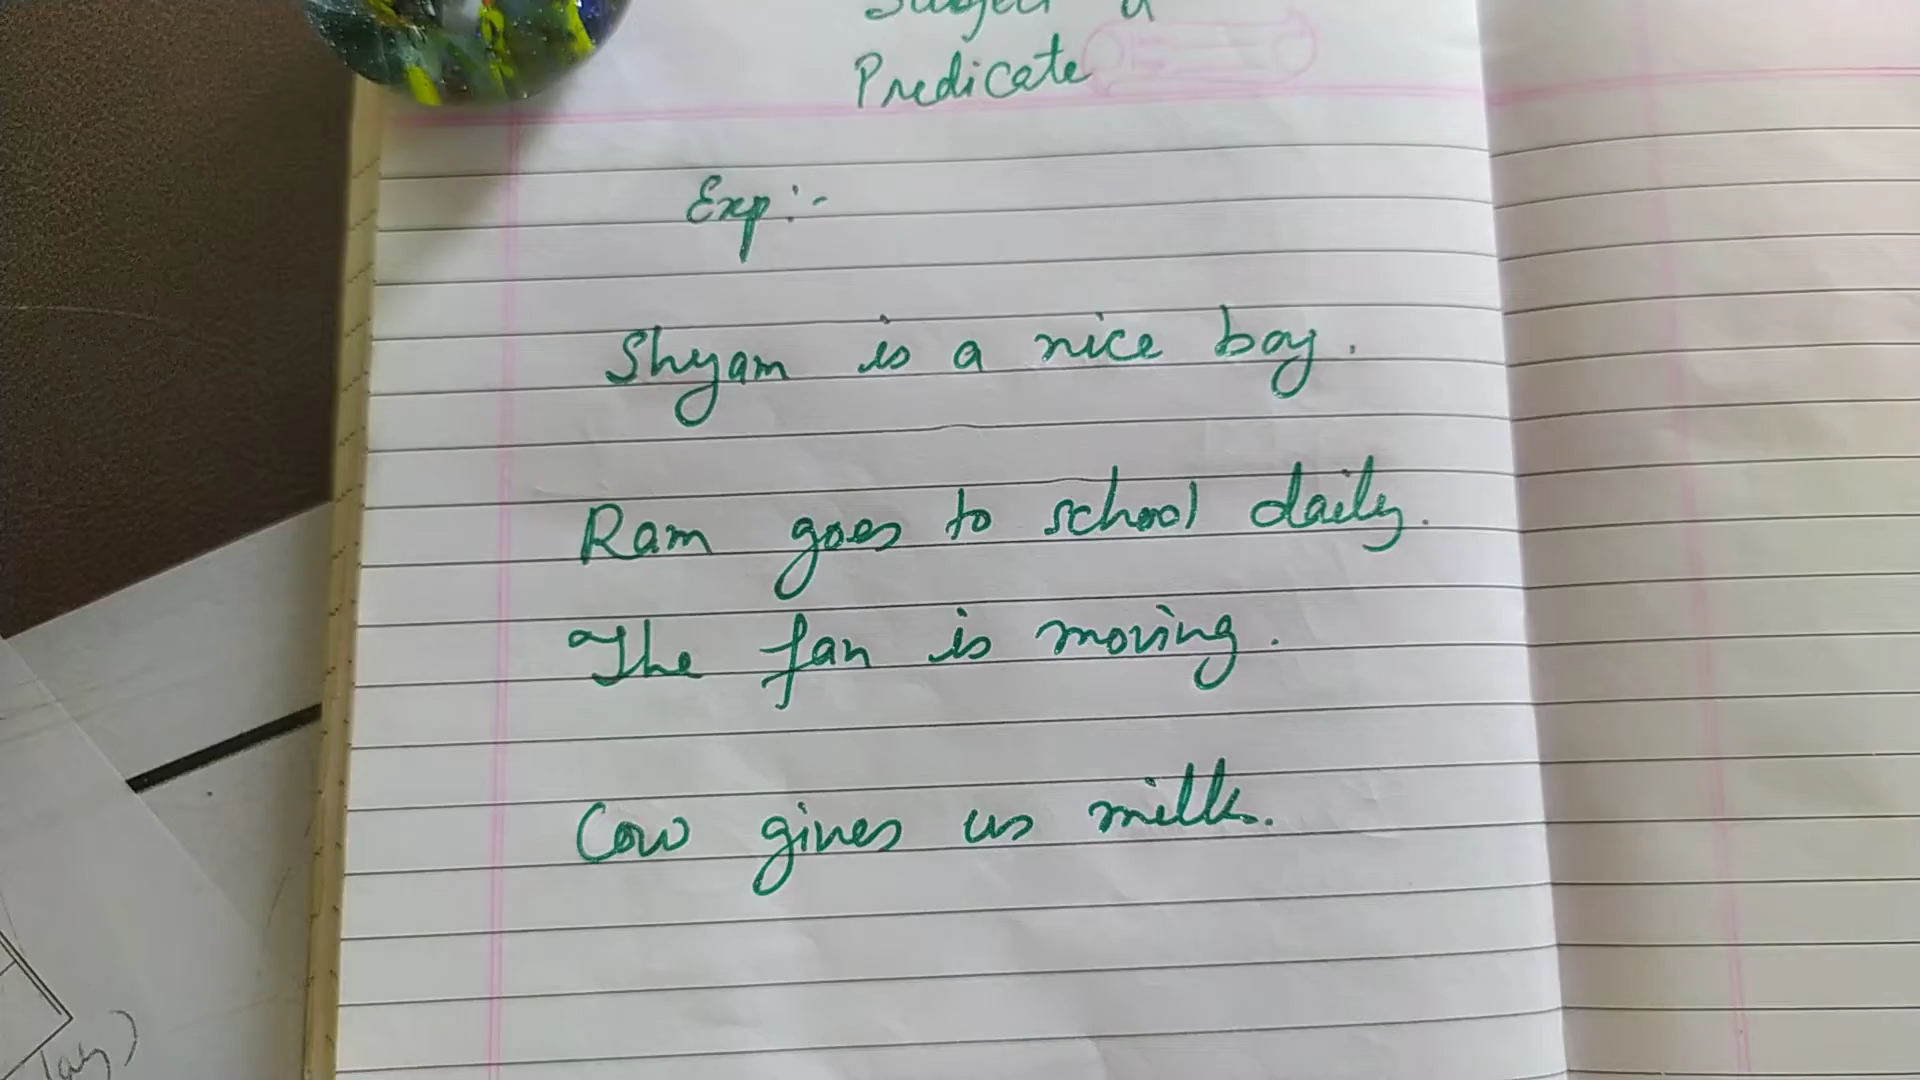 Subject &
Predicate
Exp:-
Shyam is a nice boy.
Ram goes to school daily.
The fan is moving.
Cow gives us milk.